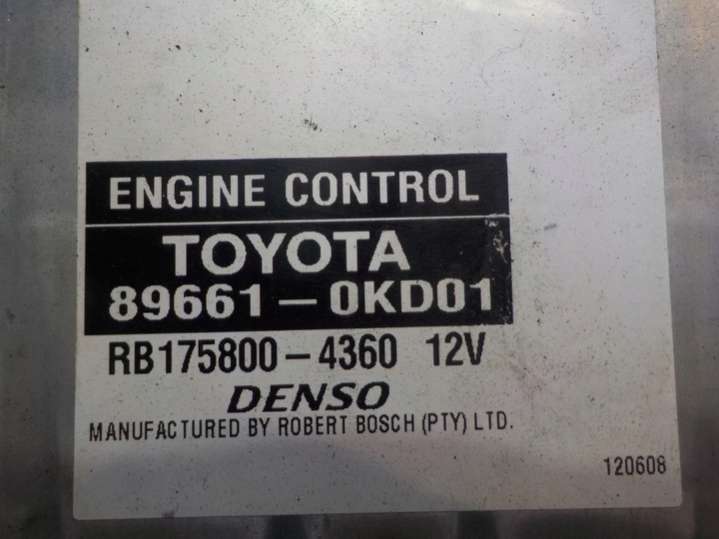 ENGINE CONTROL
TOYOTA
89661-0KD01
RB175800-4360 12V
DENSO
MANUFACTURED BY ROBERT BOSCH (PTY) LTD.
120608